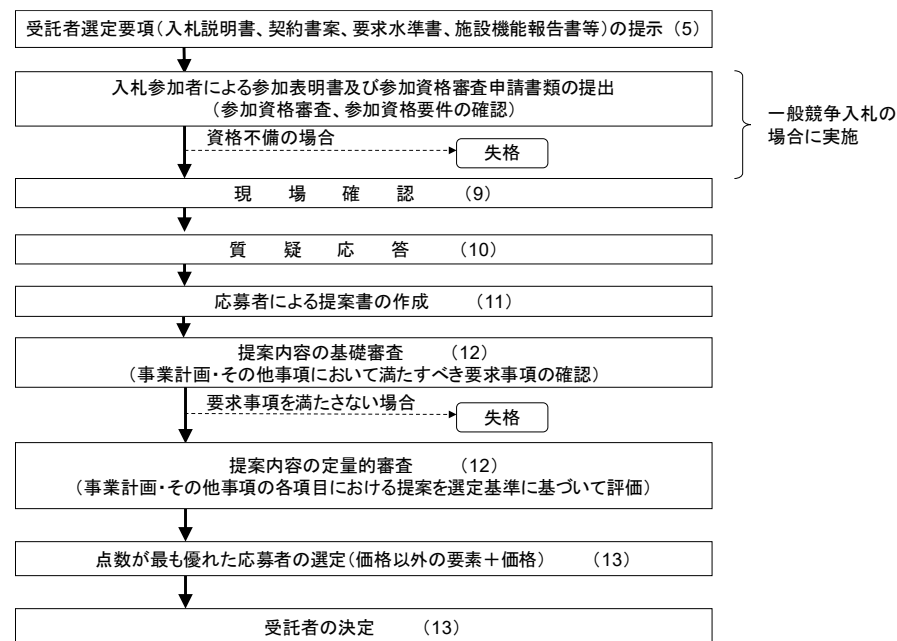 受託者選定要項(入札説明書、契約書案、要求水準書、施設機能報告書等)の提示 (5)
入札参加者による参加表明書及び参加資格審査申請書類の提出
(参加資格審査、参加資格要件の確認)
一般競争入札の
場合に実施
資格不備の場合
失格
現 場 確 認 (9)
質 疑 応 答 (10)
応募者による提案書の作成 (11)
提案内容の基礎審査 (12)
(事業計画・その他事項において満たすべき要求事項の確認)
要求事項を満たさない場合
失格
提案内容の定量的審査 (12)
(事業計画・その他事項の各項目における提案を選定基準に基づいて評価)
点数が最も優れた応募者の選定(価格以外の要素+価格) (13)
受託者の決定 (13)